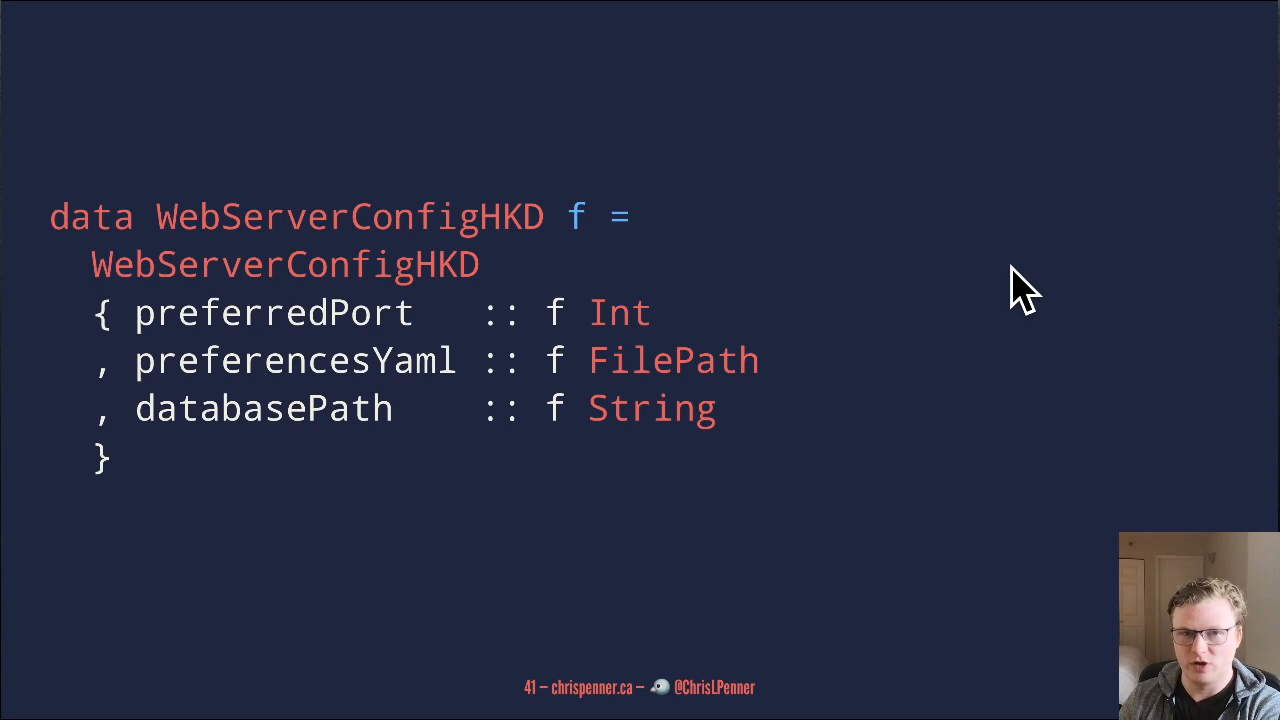 data WebServerConfigHKD f =
WebServerConfigHKD
{ preferredPort :: f Int
, preferencesYaml :: f FilePath
, databasePath :: f String
}
41 — chrispenner.ca — @ChrisLPenner